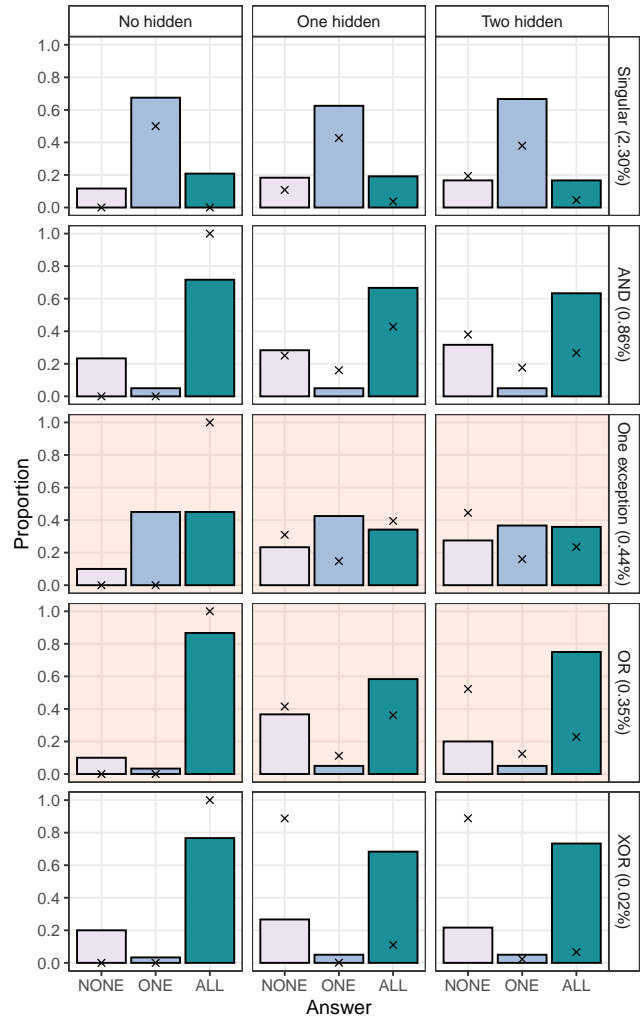 No hidden
One hidden
Two hidden
1.0
0.8
0.6
0.4
0.2
0.0
Singular (2.30%)
1.0
0.8
0.6
0.4
0.2
0.0
AND (0.86%)
1.0
0.8
0.6
0.4
0.2
0.0
One exception (0.44%)
1.0
0.8
0.6
0.4
0.2
0.0
OR (0.35%)
1.0
0.8
0.6
0.4
0.2
0.0
XOR (0.02%)
Proportion
NONE ONE ALL
NONE ONE ALL
NONE ONE ALL
Answer